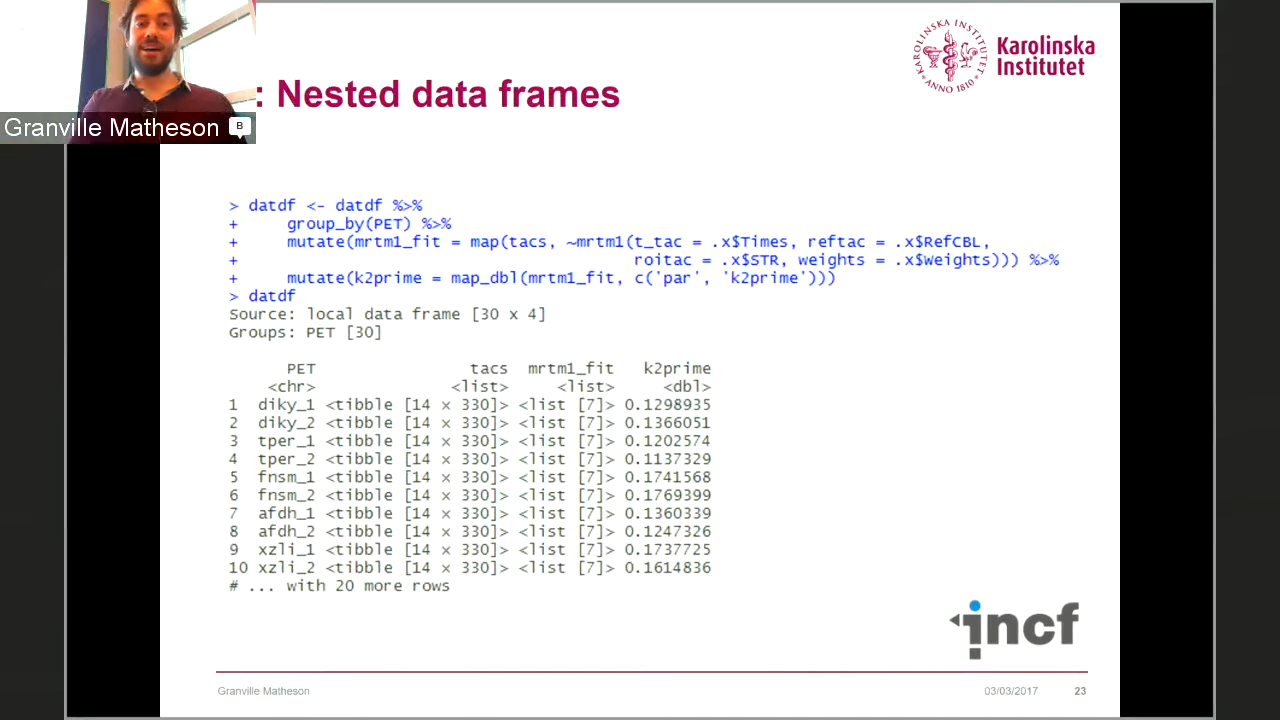 KAROLINSKA INSTITUTET
ANNO 1810
Karolinska
Institutet
: Nested data frames
Granville Matheson
B
> datdf <- datdf %>%
+     group_by(PET) %>%
+     mutate(mrtm1_fit = map(tacs, ~mrtm1(t_tac = .x$Times, reftac = .x$RefCBL,
+                                         roitac = .x$STR, weights = .x$Weights))) %>%
+     mutate(k2prime = map_dbl(mrtm1_fit, c('par', 'k2prime')))
> datdf
Source: local data frame [30 x 4]
Groups: PET [30]
PET tacs mrtm1_fit k2prime
<chr> <list> <list> <dbl>
1 diky_1 <tibble [14 × 330]> <list [7]> 0.1298935
2 diky_2 <tibble [14 × 330]> <list [7]> 0.1366051
3 tper_1 <tibble [14 × 330]> <list [7]> 0.1202574
4 tper_2 <tibble [14 × 330]> <list [7]> 0.1137329
5 fnsm_1 <tibble [14 × 330]> <list [7]> 0.1741568
6 fnsm_2 <tibble [14 × 330]> <list [7]> 0.1769399
7 afdh_1 <tibble [14 × 330]> <list [7]> 0.1360339
8 afdh_2 <tibble [14 × 330]> <list [7]> 0.1247326
9 xzli_1 <tibble [14 × 330]> <list [7]> 0.1737725
10 xzli_2 <tibble [14 × 330]> <list [7]> 0.1614836
# ... with 20 more rows
incf
Granville Matheson
03/03/2017
23